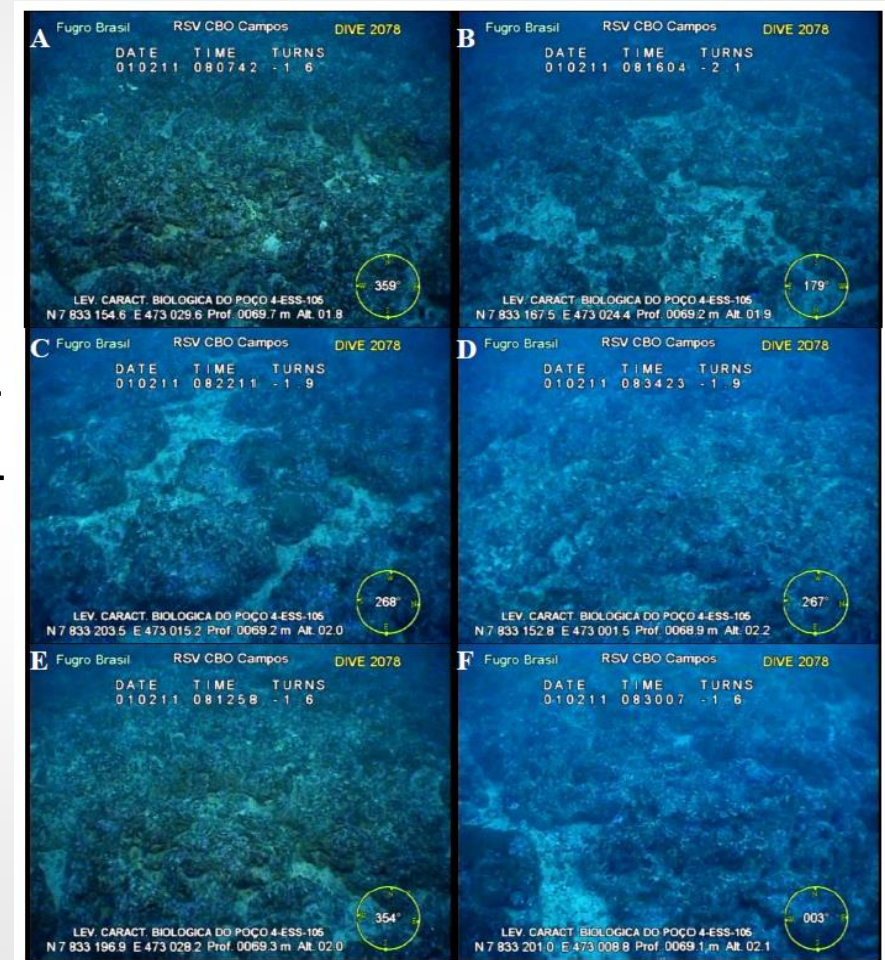 A Fugro Brasil RSV CBO Campos DIVE 2078
DATE TIME TURNS
010211 080742 -1.6
359°
LEV. CARACT. BIOLOGICA DO POÇO 4-ESS-105
N 7 833 154.6 E 473 029.6 Prof. 0069.7 m Alt. 01.8
B Fugro Brasil RSV CBO Campos DIVE 2078
DATE TIME TURNS
010211 081604 -2.1
179°
LEV. CARACT. BIOLOGICA DO POÇO 4-ESS-105
N 7 833 167.5 E 473 024.4 Prof. 0069.2 m Alt. 01.9
C Fugro Brasil RSV CBO Campos DIVE 2078
DATE TIME TURNS
010211 082211 -1.9
268°
LEV. CARACT. BIOLOGICA DO POÇO 4-ESS-105
N 7 833 203.5 E 473 015.2 Prof. 0069.2 m Alt. 02.0
D Fugro Brasil RSV CBO Campos DIVE 2078
DATE TIME TURNS
010211 083423 -1.9
267°
LEV. CARACT. BIOLOGICA DO POÇO 4-ESS-105
N 7 833 152.8 E 473 001.5 Prof. 0068.9 m Alt. 02.2
E Fugro Brasil RSV CBO Campos DIVE 2078
DATE TIME TURNS
010211 081258 -1.6
354°
LEV. CARACT. BIOLOGICA DO POÇO 4-ESS-105
N 7 833 196.9 E 473 028.2 Prof. 0069.3 m Alt. 02.0
F Fugro Brasil RSV CBO Campos DIVE 2078
DATE TIME TURNS
010211 083007 -1.6
003°
LEV. CARACT. BIOLOGICA DO POÇO 4-ESS-105
N 7 833 201.0 E 473 008.8 Prof. 0069.1 m Alt. 02.1